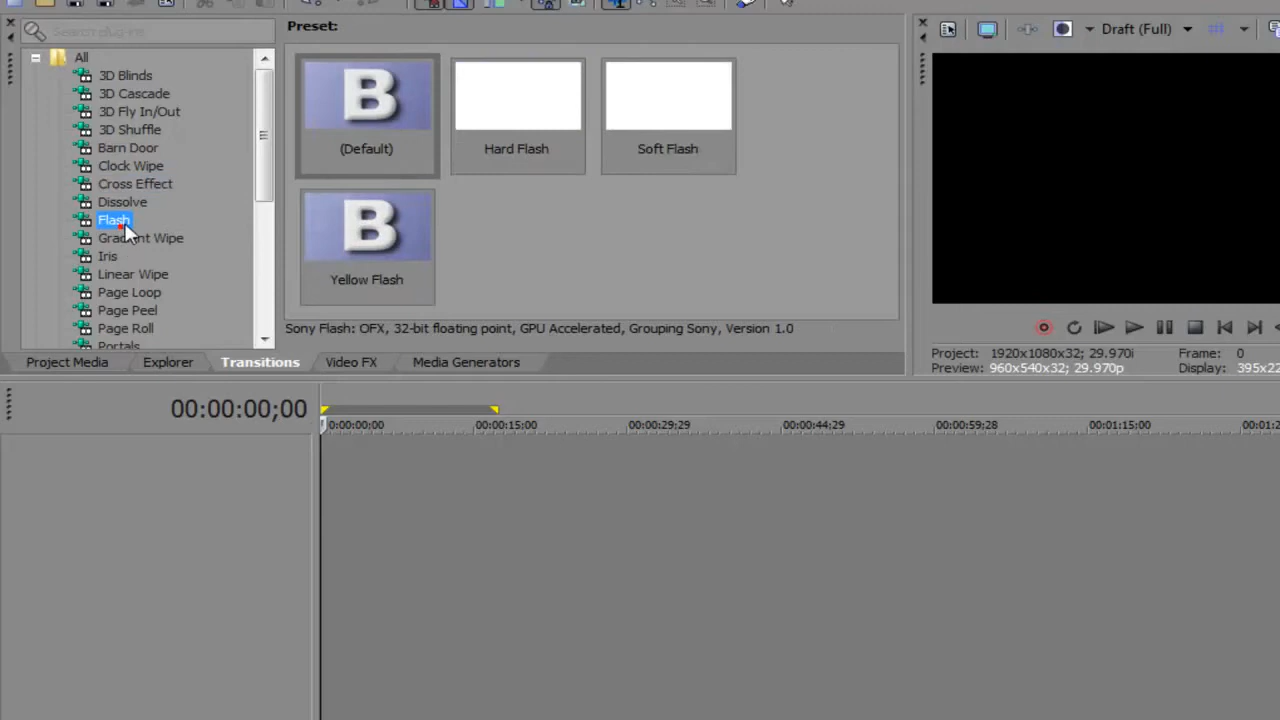 Search plug-ins
Preset:
Draft (Full)
All
3D Blinds
3D Cascade
3D Fly In/Out
3D Shuffle
Barn Door
Clock Wipe
Cross Effect
Dissolve
Flash
Gradient Wipe
Iris
Linear Wipe
Page Loop
Page Peel
Page Roll
Portals
B
(Default)
Hard Flash
Soft Flash
B
Yellow Flash
Sony Flash: OFX, 32-bit floating point, GPU Accelerated, Grouping Sony, Version 1.0
Project: 1920x1080x32; 29.970i Frame: 0
Preview: 960x540x32; 29.970p Display: 395x22
Project Media Explorer Transitions Video FX Media Generators
00:00:00;00
0:00:00;00 00:00:15;00 00:00:29;29 00:00:44;29 00:00:59;28 00:01:15;00 00:01:2